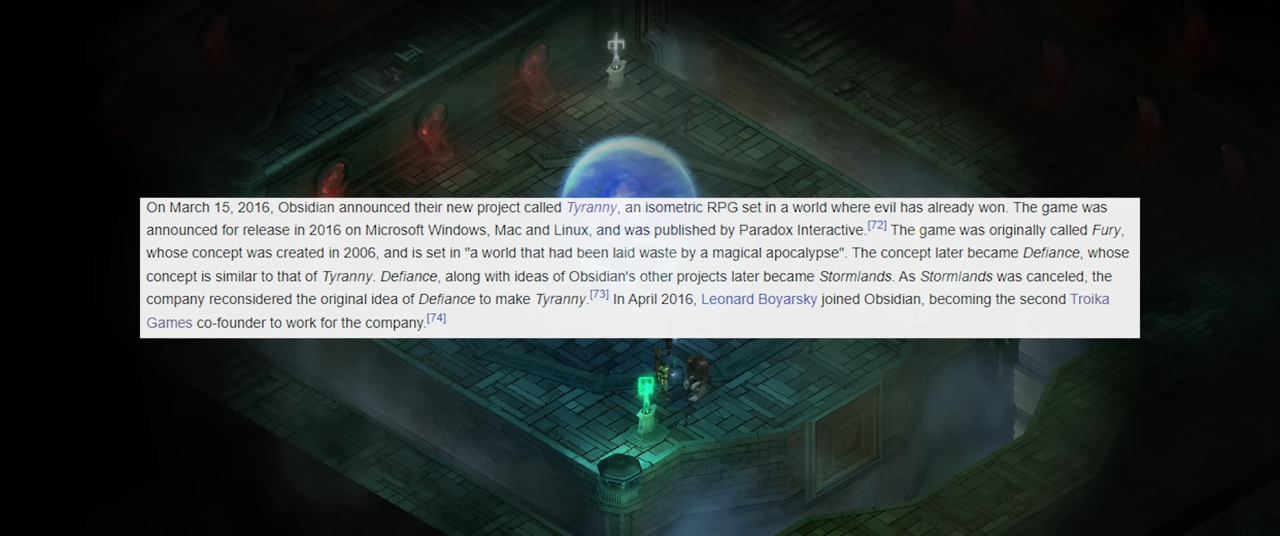 On March 15, 2016, Obsidian announced their new project called Tyranny, an isometric RPG set in a world where evil has already won. The game was
announced for release in 2016 on Microsoft Windows, Mac and Linux, and was published by Paradox Interactive.[72] The game was originally called Fury,
whose concept was created in 2006, and is set in "a world that had been laid waste by a magical apocalypse". The concept later became Defiance, whose
concept is similar to that of Tyranny. Defiance, along with ideas of Obsidian's other projects later became Stormlands. As Stormlands was canceled, the
company reconsidered the original idea of Defiance to make Tyranny.[73] In April 2016, Leonard Boyarsky joined Obsidian, becoming the second Troika
Games co-founder to work for the company.[74]